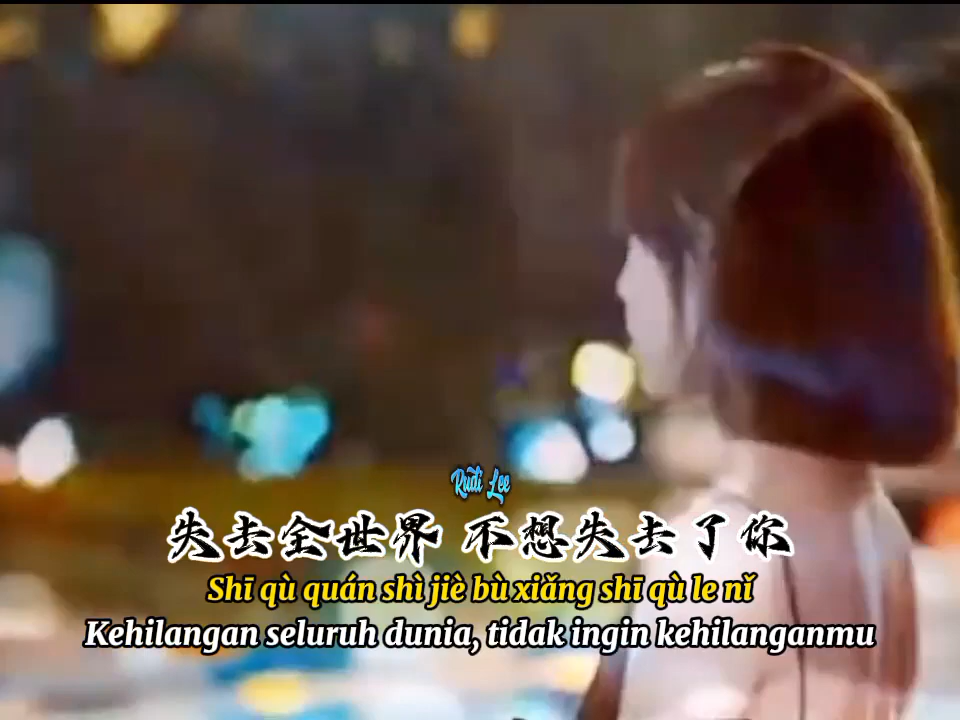 Rudi Lee
失去全世界 不想失去了你
Shī qù quán shì jiè bù xiǎng shī qù le nǐ
Kehilangan seluruh dunia, tidak ingin kehilanganmu